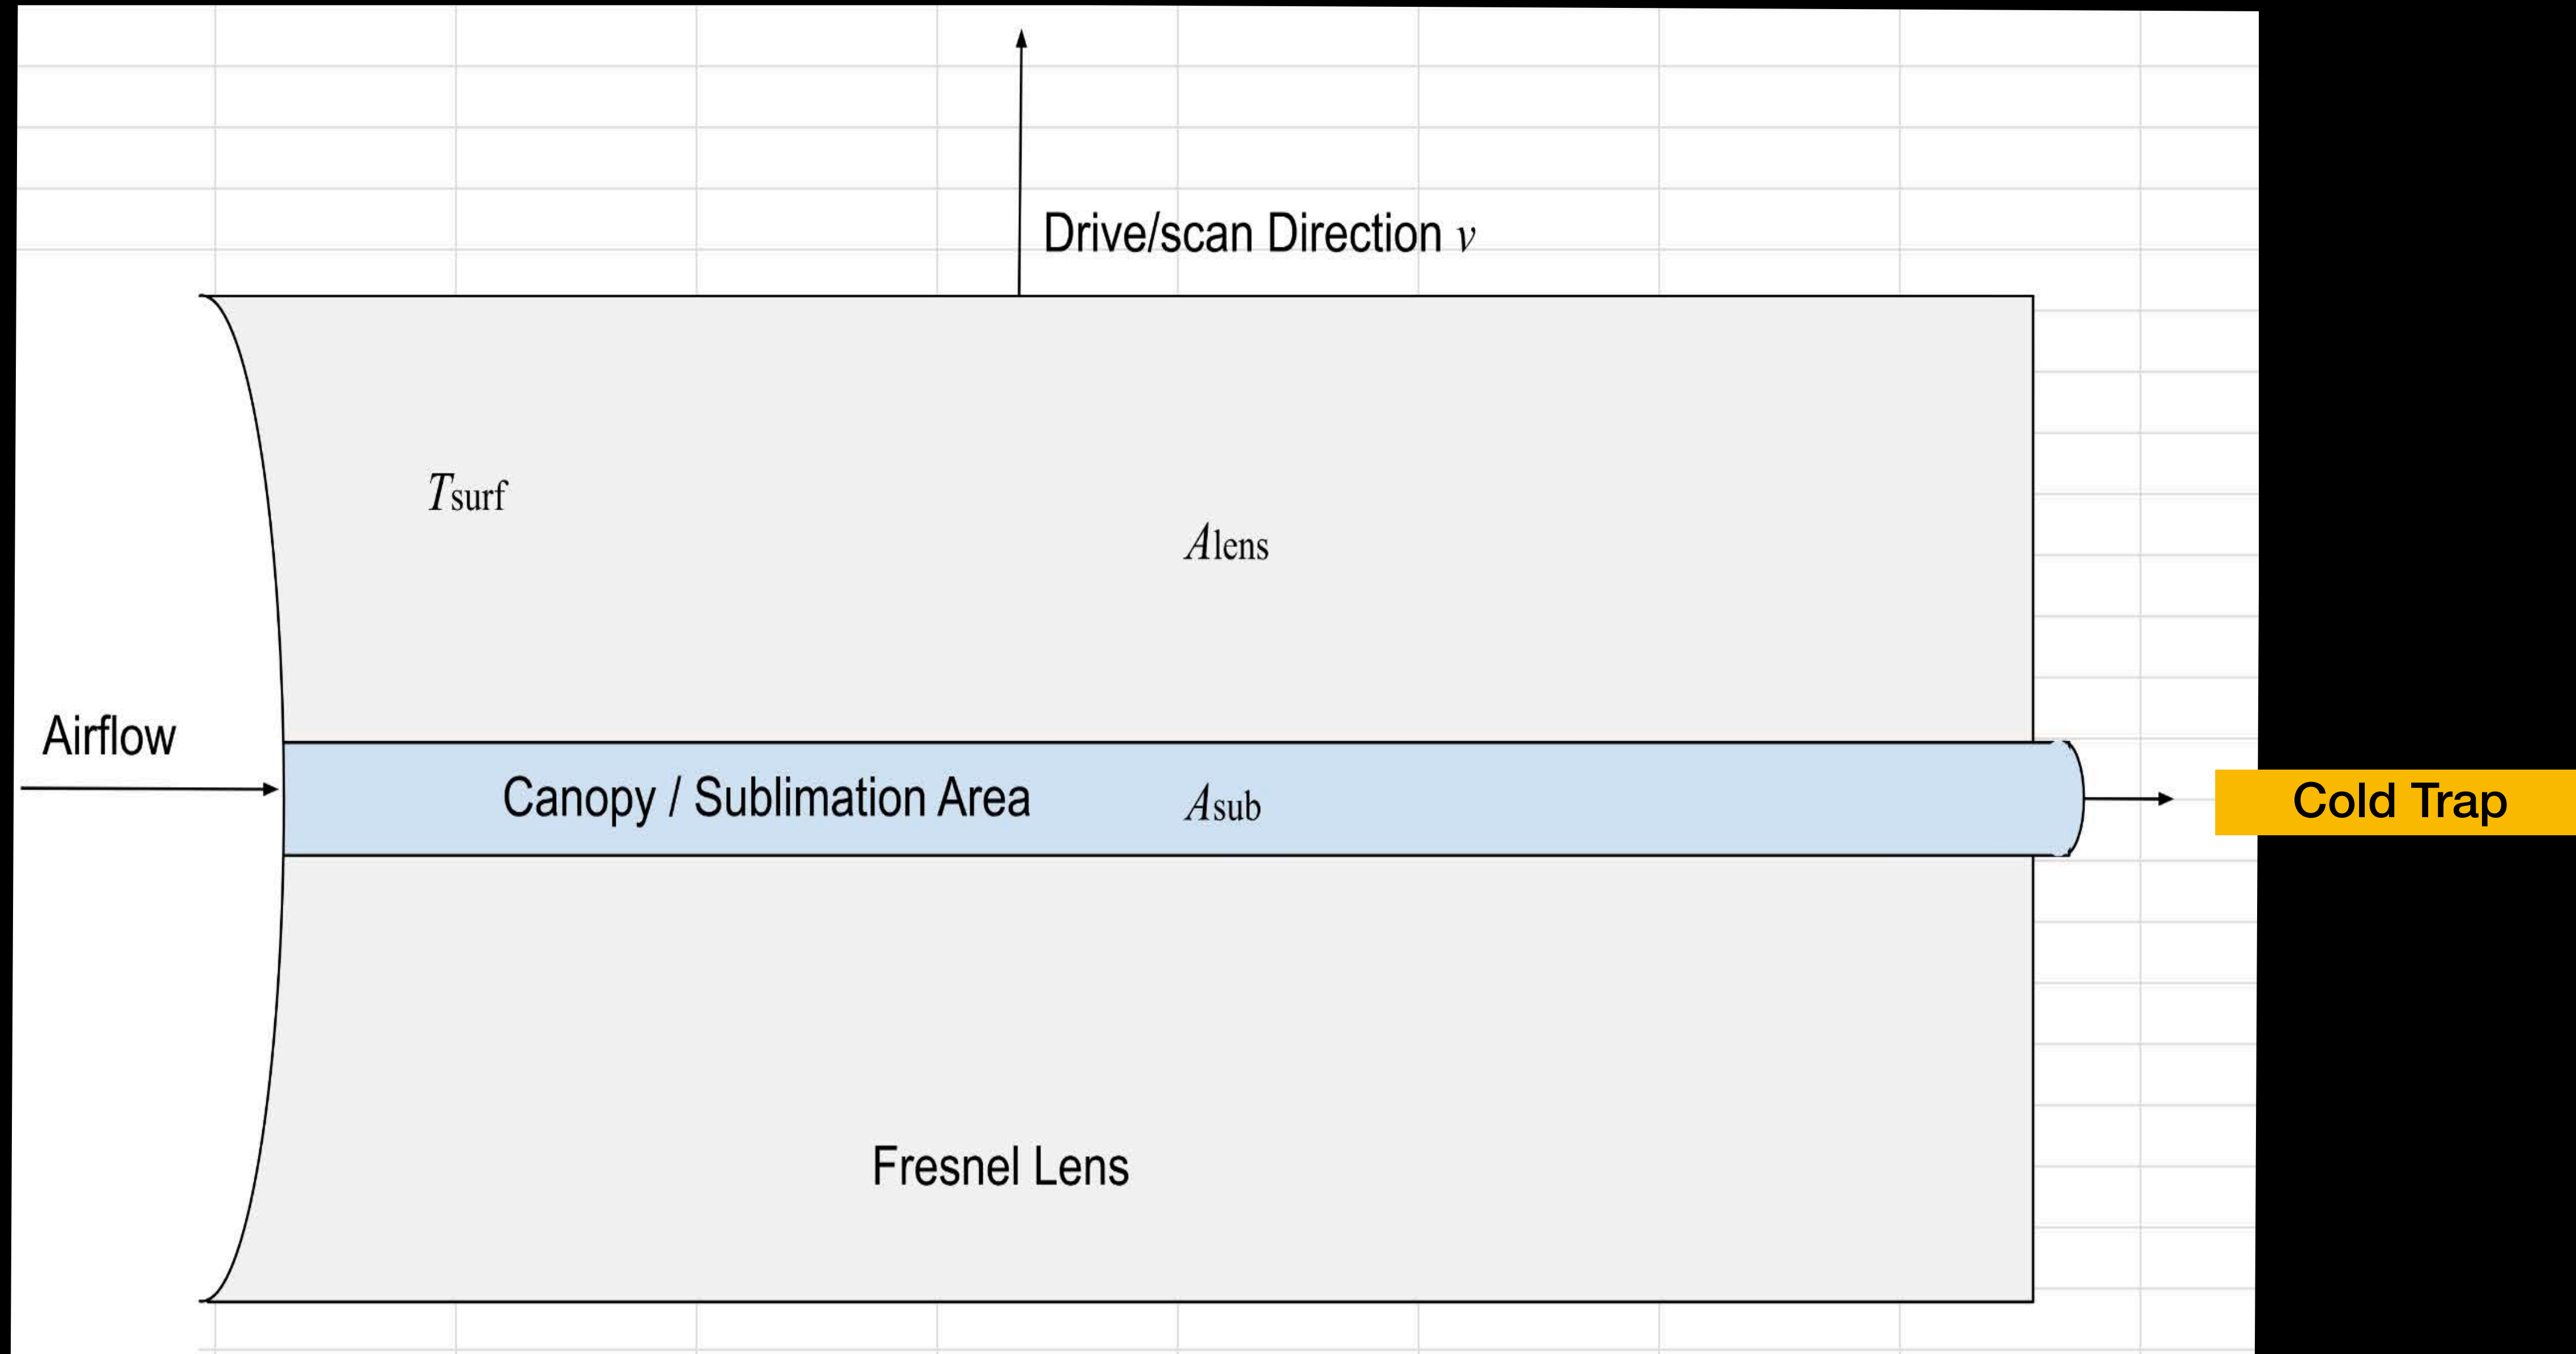 Drive/scan Direction v
Tsurf
Alens
Airflow
Canopy / Sublimation Area Asub
Cold Trap
Fresnel Lens